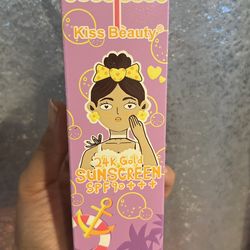 Kiss Beauty®
24K Gold
SUNSCREEN
SPF90+++